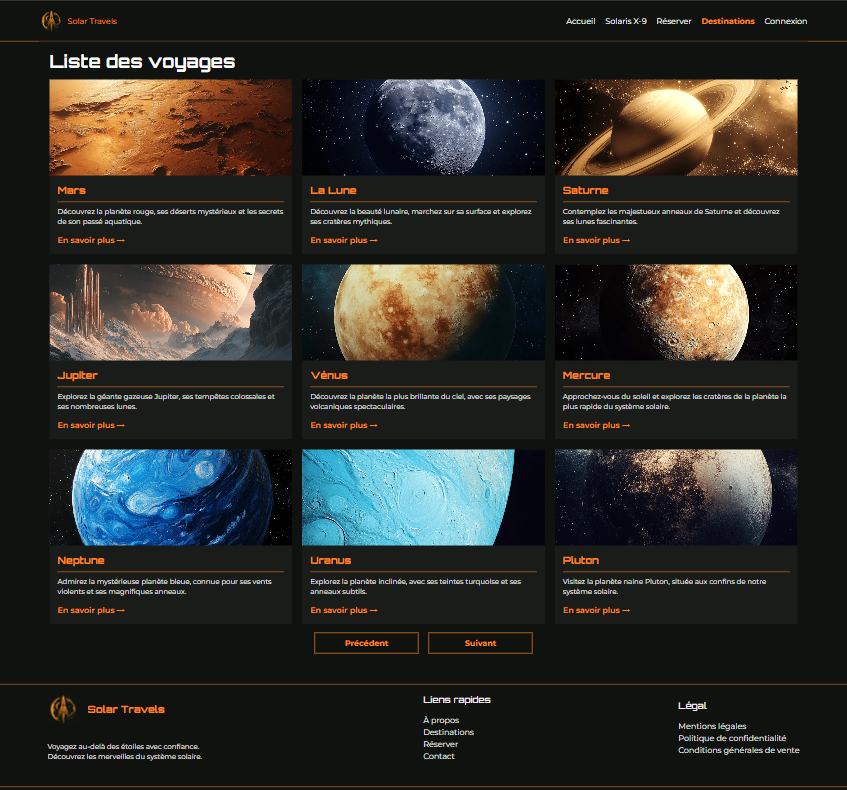 Solar Travels
Accueil Solaris X-9 Réserver Destinations Connexion
Liste des voyages
Mars
Découvrez la planète rouge, ses déserts mystérieux et les secrets
de son passé aquatique.
En savoir plus →
La Lune
Découvrez la beauté lunaire, marchez sur sa surface et explorez
ses cratères mythiques.
En savoir plus →
Saturne
Contemplez les majestueux anneaux de Saturne et découvrez
ses lunes fascinantes.
En savoir plus →
Jupiter
Explorez la géante gazeuse Jupiter, ses tempêtes colossales et
ses nombreuses lunes.
En savoir plus →
Vénus
Découvrez la planète la plus brillante du ciel, avec ses paysages
volcaniques spectaculaires.
En savoir plus →
Mercure
Approchez-vous du soleil et explorez les cratères de la planète la
plus rapide du système solaire.
En savoir plus →
Neptune
Admirez la mystérieuse planète bleue, connue pour ses vents
violents et ses magnifiques anneaux.
En savoir plus →
Uranus
Explorez la planète inclinée, avec ses teintes turquoise et ses
anneaux subtils.
En savoir plus →
Pluton
Visitez la planète naine Pluton, située aux confins de notre
système solaire.
En savoir plus →
Précédent
Suivant
Solar Travels
Voyagez au-delà des étoiles avec confiance.
Découvrez les merveilles du système solaire.
Liens rapides
À propos
Destinations
Réserver
Contact
Légal
Mentions légales
Politique de confidentialité
Conditions générales de vente